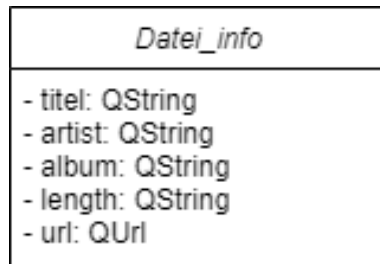 Datei_info
- titel: QString
- artist: QString
- album: QString
- length: QString
- url: QUrl